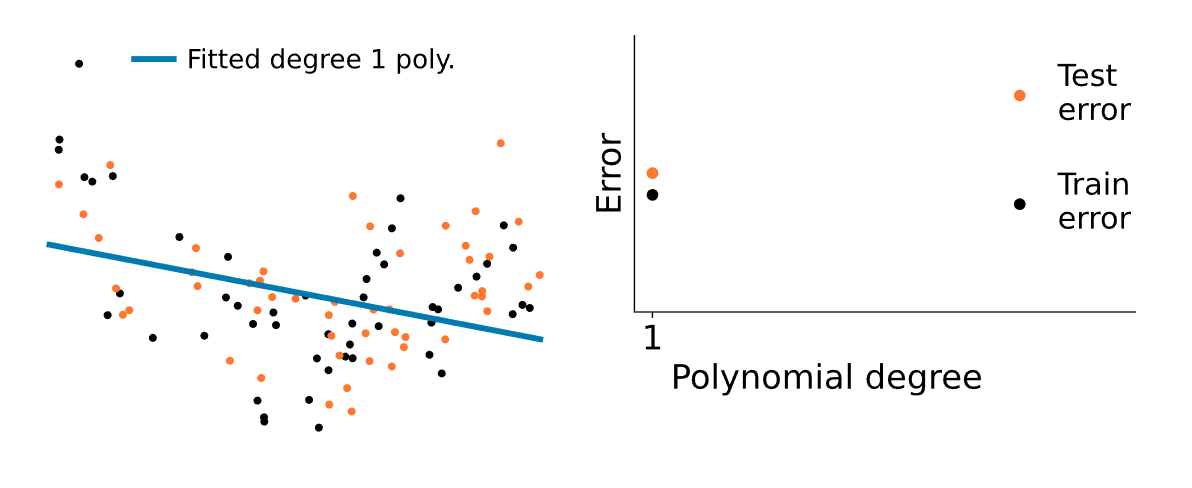 Fitted degree 1 poly.
Test
error
Train
error
Error
1
Polynomial degree